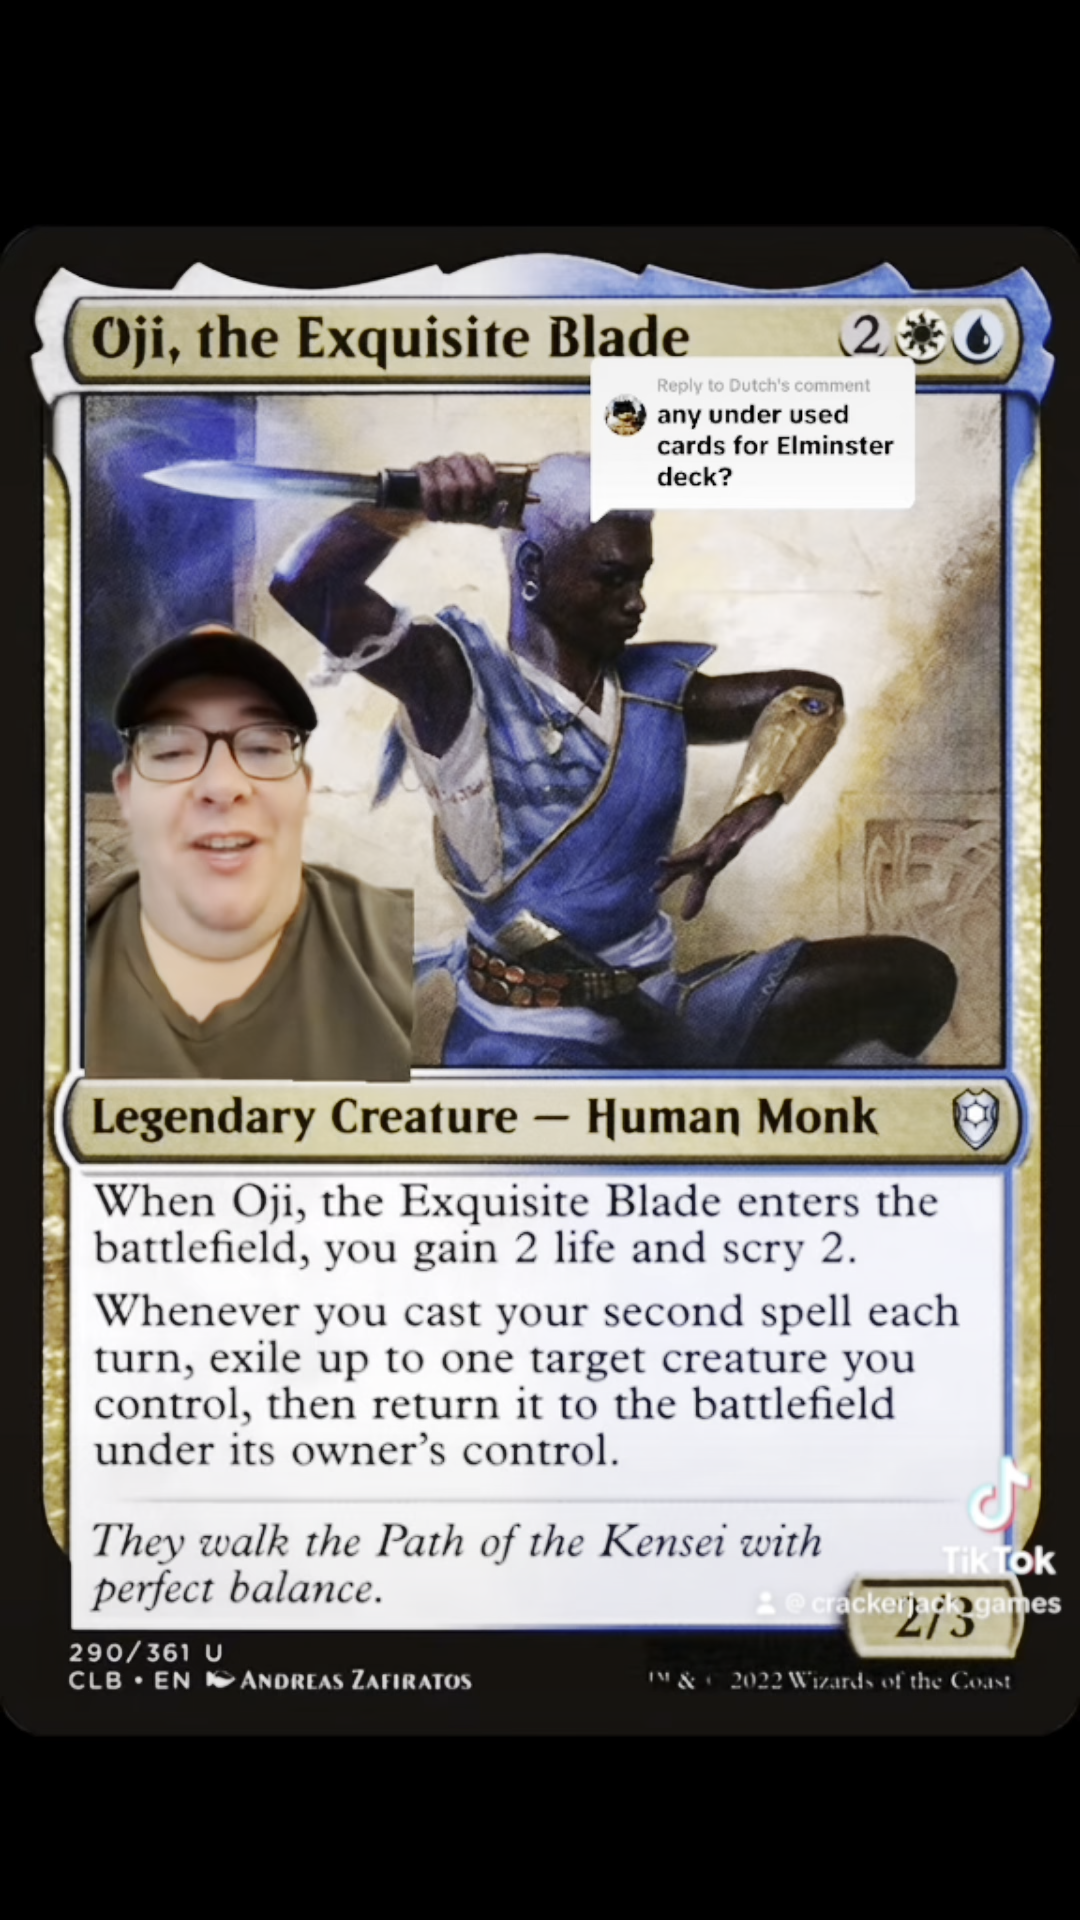 Oji, the Exquisite Blade
2
Reply to Dutch's comment
any under used
cards for Elminster
deck?
Legendary Creature — Human Monk
When Oji, the Exquisite Blade enters the
battlefield, you gain 2 life and scry 2.
Whenever you cast your second spell each
turn, exile up to one target creature you
control, then return it to the battlefield
under its owner's control.
They walk the Path of the Kensei with
perfect balance.
TikTok
@crackerjack_games
2/3
290/361 U
CLB • EN ANDREAS ZAFIRATOS
™ & © 2022 Wizards of the Coast